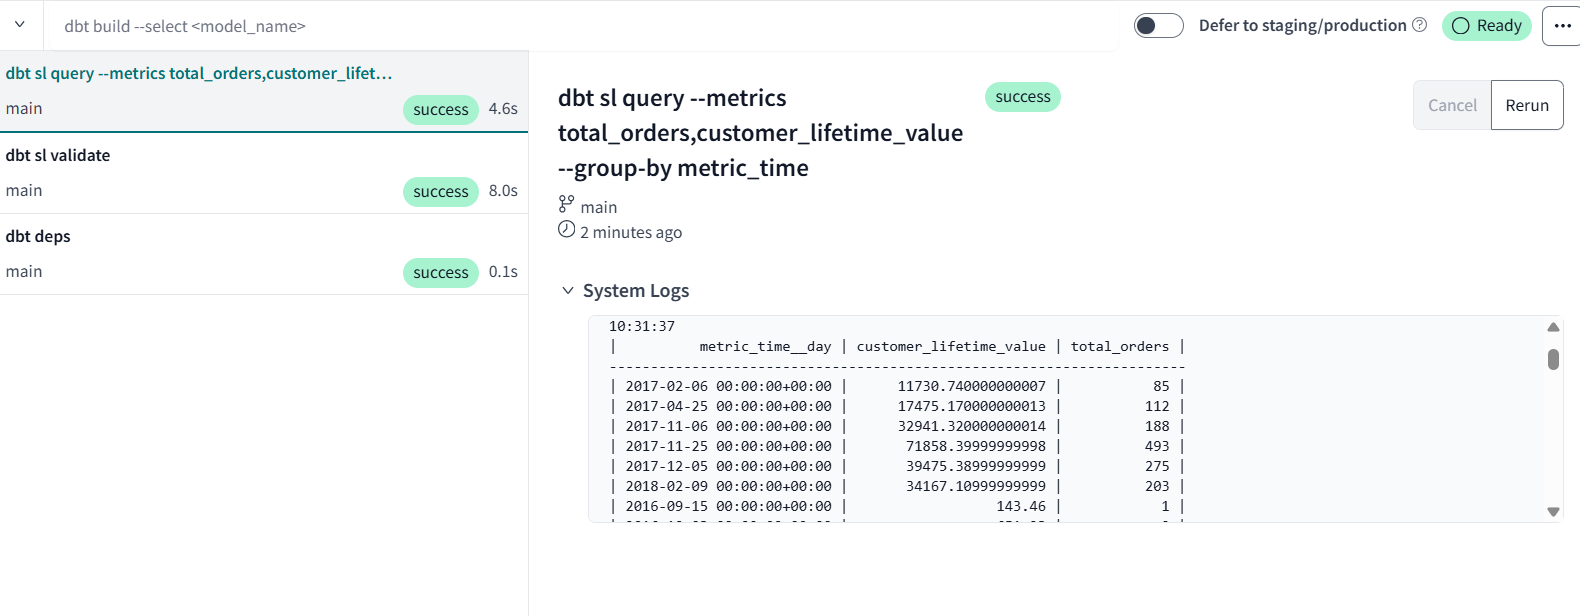 dbt build --select <model_name>
Defer to staging/production
Ready
dbt sl query --metrics total_orders,customer_lifet...
main
success
4.6s
dbt sl validate
main
success
8.0s
dbt deps
main
success
0.1s
dbt sl query --metrics
total_orders,customer_lifetime_value
--group-by metric_time
success
Cancel
Rerun
main
2 minutes ago
System Logs
10:31:37
| metric_time__day | customer_lifetime_value | total_orders |
----------------------------------------------------------------------
| 2017-02-06 00:00:00+00:00 | 11730.740000000007 | 85 |
| 2017-04-25 00:00:00+00:00 | 17475.170000000013 | 112 |
| 2017-11-06 00:00:00+00:00 | 32941.320000000014 | 188 |
| 2017-11-25 00:00:00+00:00 | 71858.39999999998 | 493 |
| 2017-12-05 00:00:00+00:00 | 39475.38999999999 | 275 |
| 2018-02-09 00:00:00+00:00 | 34167.10999999999 | 203 |
| 2016-09-15 00:00:00+00:00 | 143.46 | 1 |